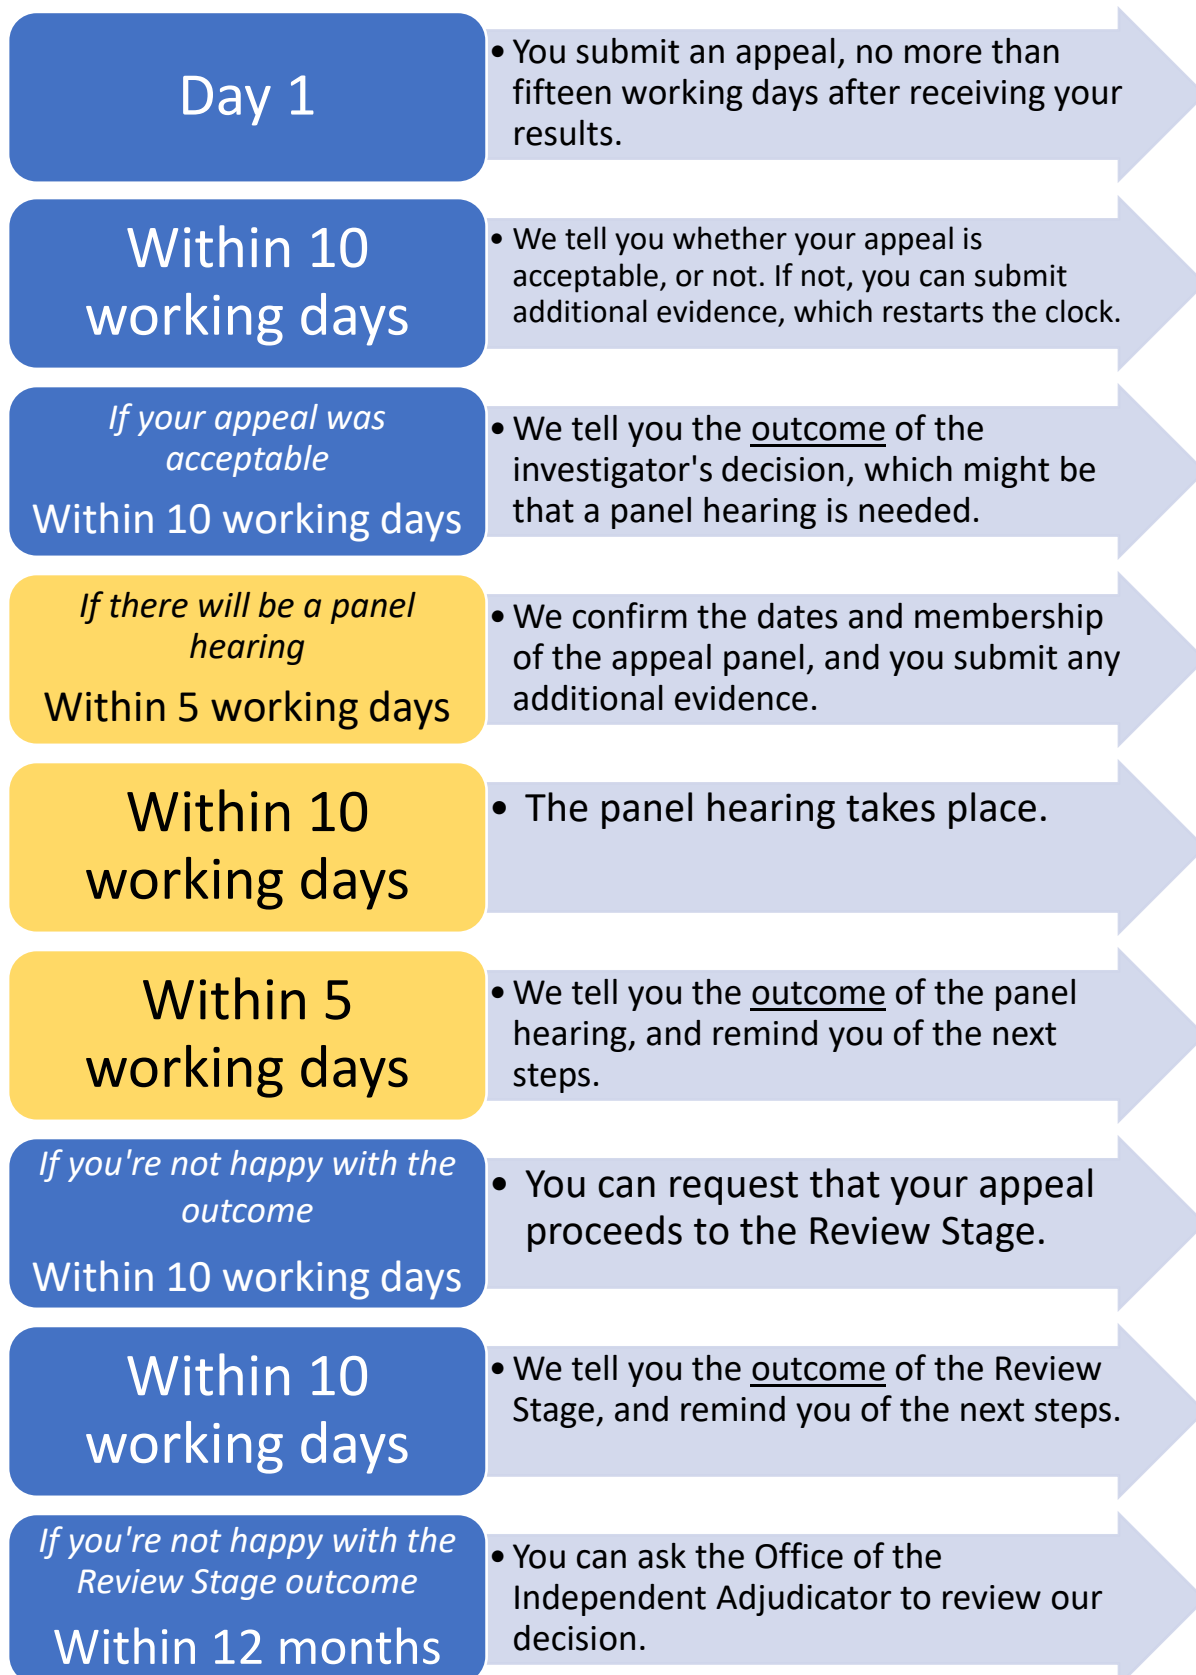 Day 1
• You submit an appeal, no more than
fifteen working days after receiving your
results.
Within 10
working days
• We tell you whether your appeal is
acceptable, or not. If not, you can submit
additional evidence, which restarts the clock.
If your appeal was
acceptable
Within 10 working days
• We tell you the outcome of the
investigator's decision, which might be
that a panel hearing is needed.
If there will be a panel
hearing
Within 5 working days
• We confirm the dates and membership
of the appeal panel, and you submit any
additional evidence.
Within 10
working days
• The panel hearing takes place.
Within 5
working days
• We tell you the outcome of the panel
hearing, and remind you of the next
steps.
If you're not happy with the
outcome
Within 10 working days
• You can request that your appeal
proceeds to the Review Stage.
Within 10
working days
• We tell you the outcome of the Review
Stage, and remind you of the next steps.
If you're not happy with the
Review Stage outcome
Within 12 months
• You can ask the Office of the
Independent Adjudicator to review our
decision.